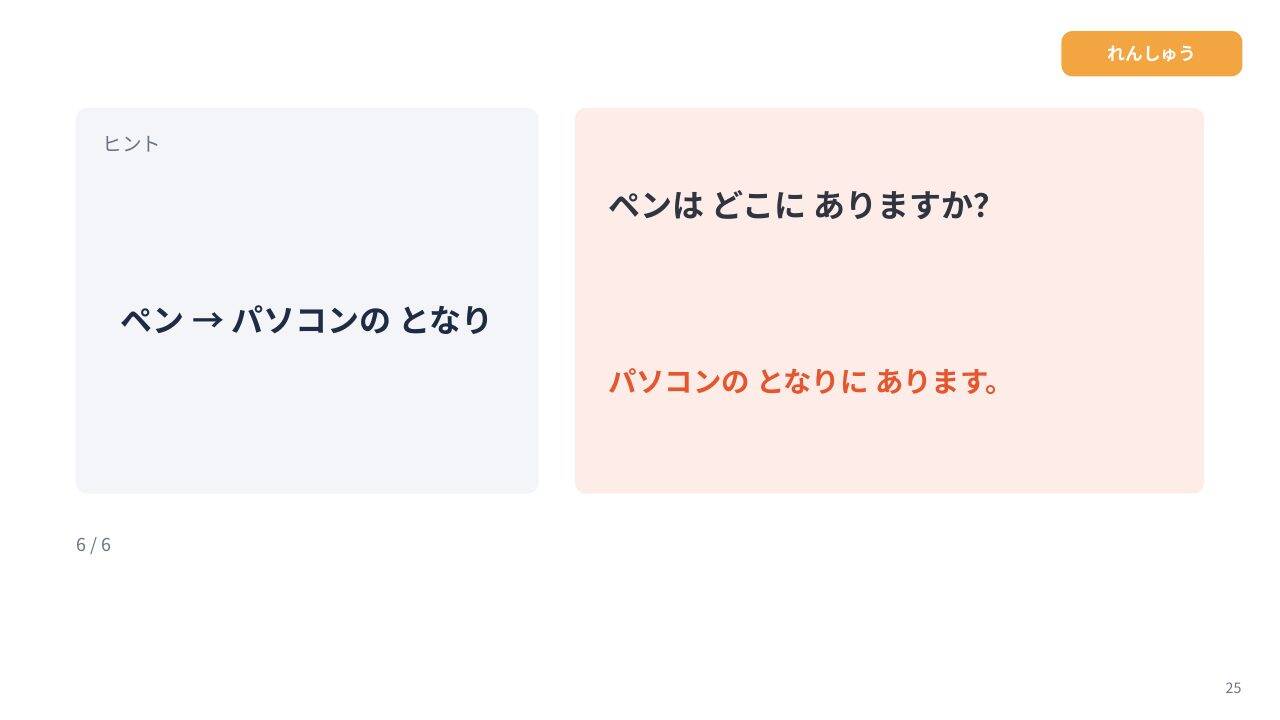 れんしゅう
ヒント
ペン → パソコンの となり
ペンは どこに ありますか?
パソコンの となりに あります。
6 / 6
25